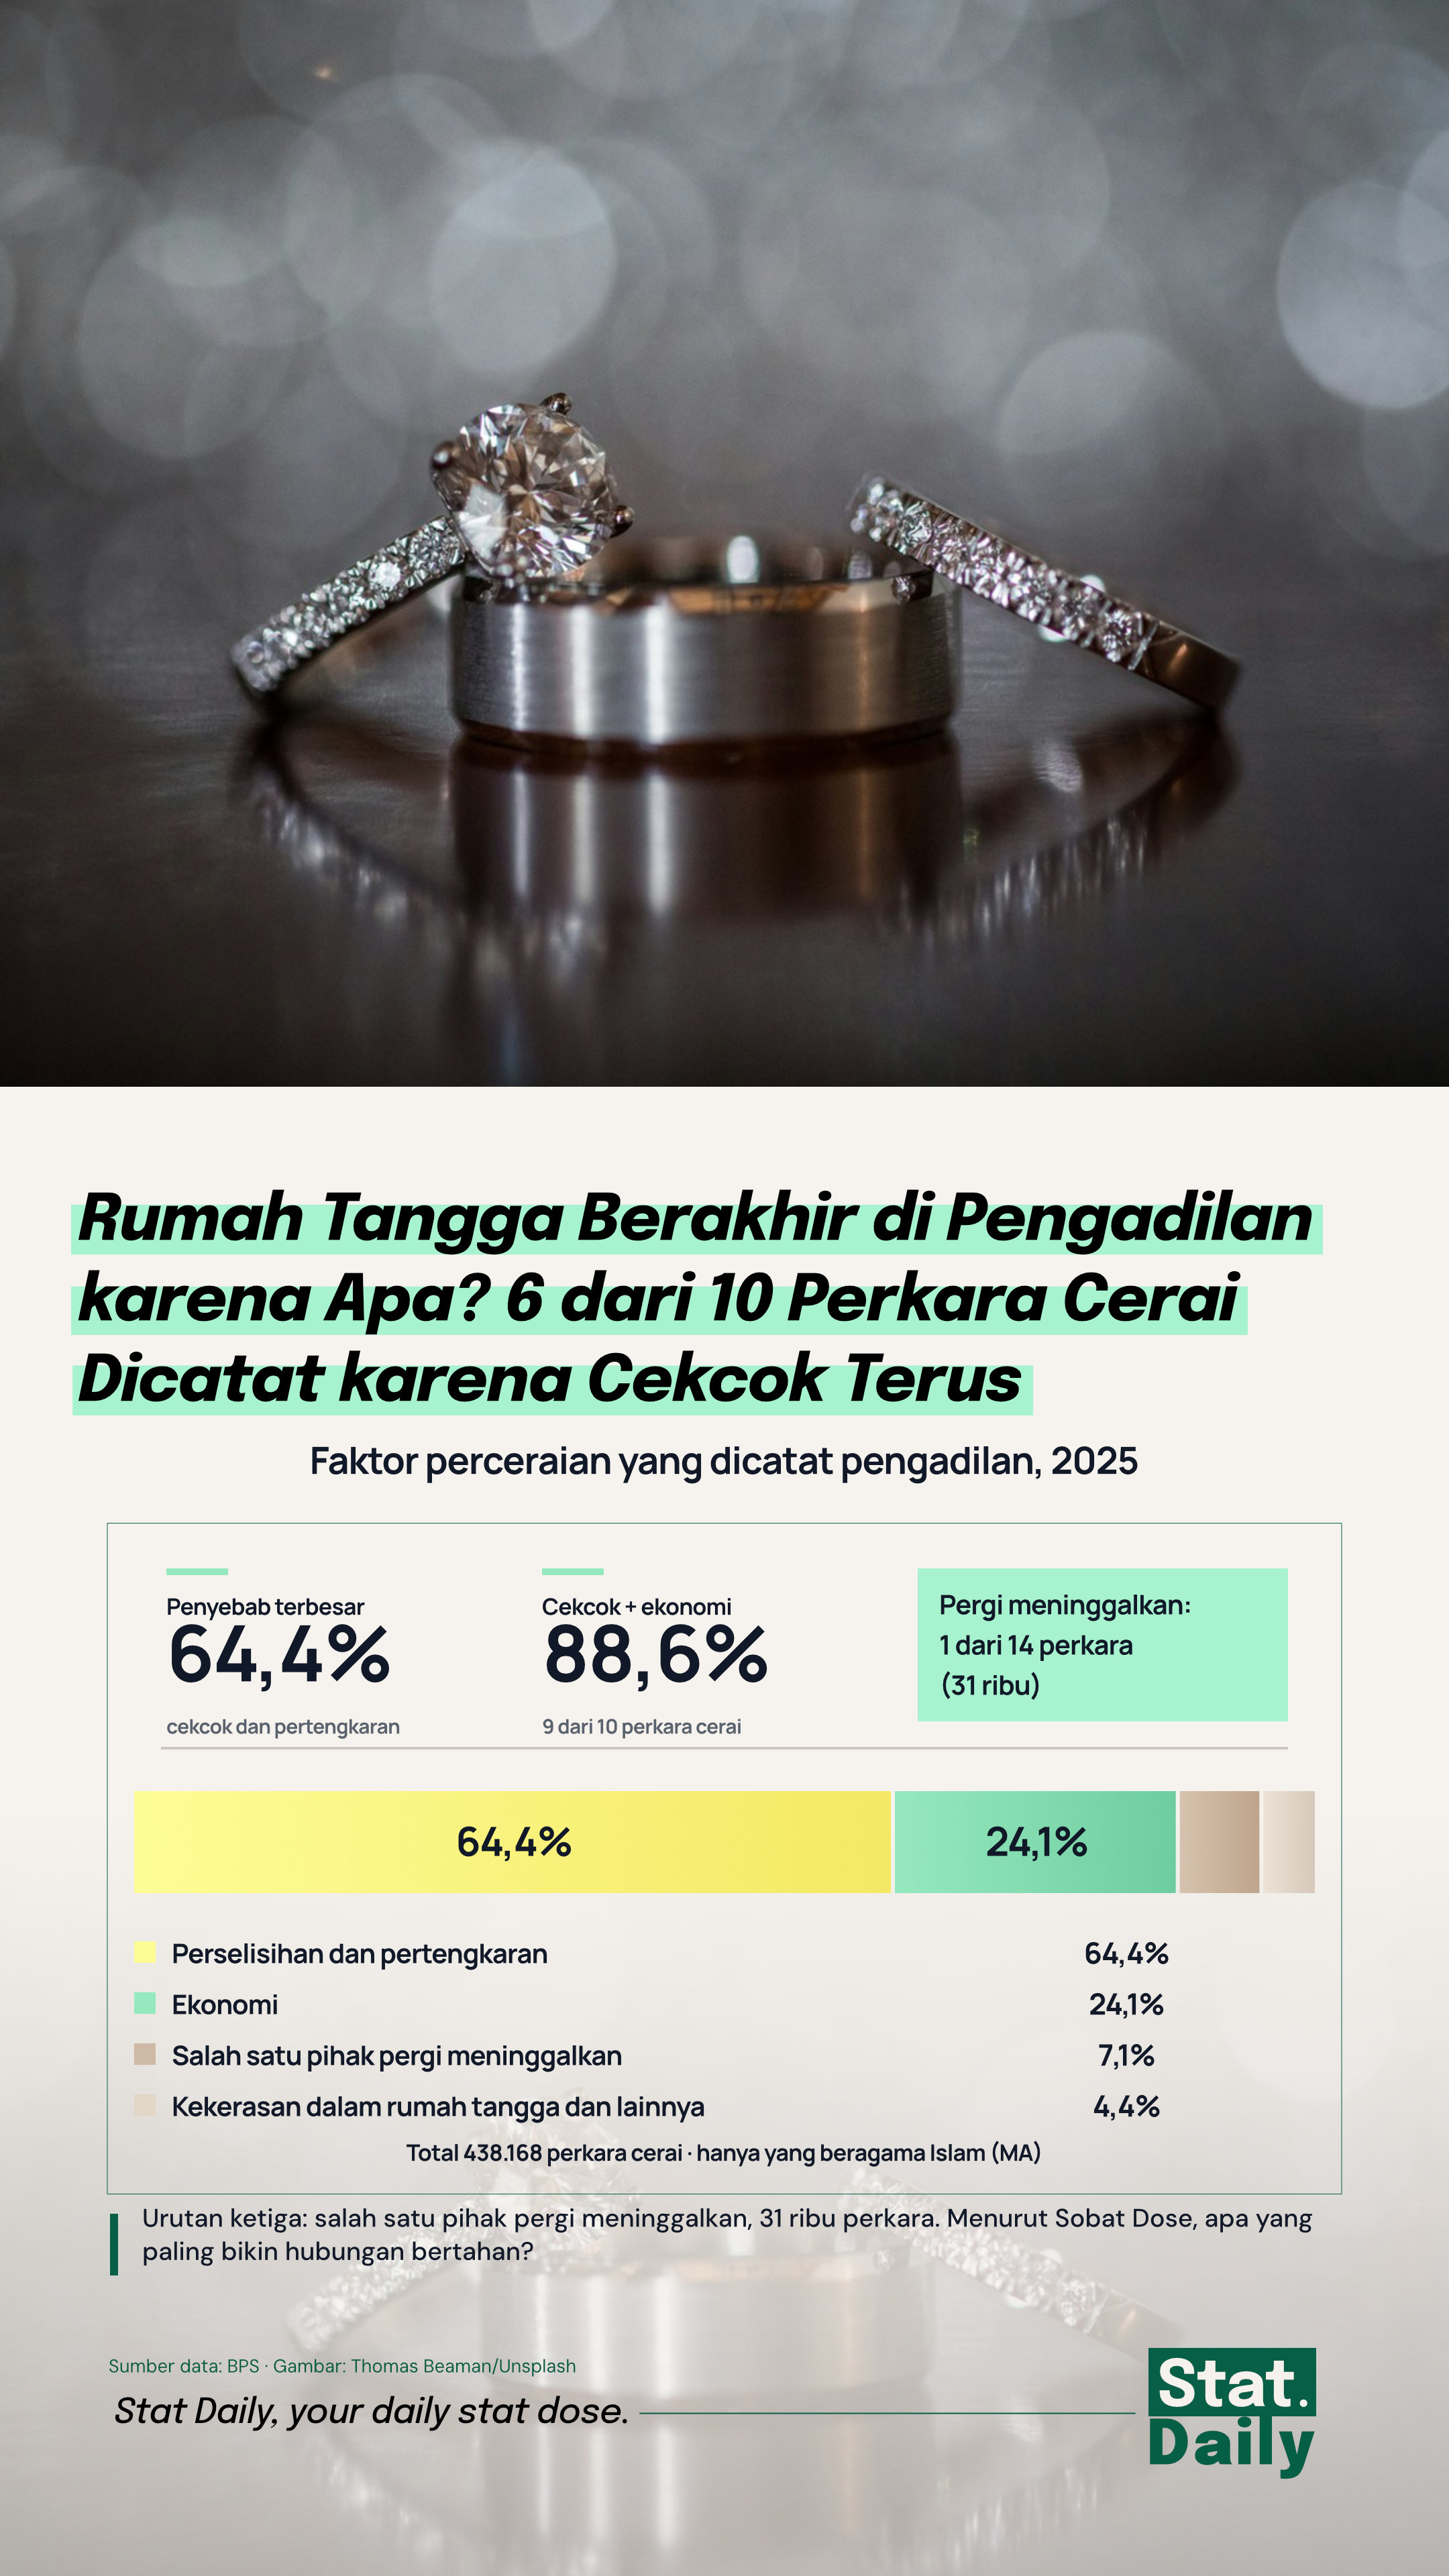 Rumah Tangga Berakhir di Pengadilan
karena Apa? 6 dari 10 Perkara Cerai
Dicatat karena Cekcok Terus
Faktor perceraian yang dicatat pengadilan, 2025
Penyebab terbesar
64,4%
cekcok dan pertengkaran
Cekcok + ekonomi
88,6%
9 dari 10 perkara cerai
Pergi meninggalkan:
1 dari 14 perkara
(31 ribu)
64,4%
24,1%
Perselisihan dan pertengkaran 64,4%
Ekonomi 24,1%
Salah satu pihak pergi meninggalkan 7,1%
Kekerasan dalam rumah tangga dan lainnya 4,4%
Total 438.168 perkara cerai · hanya yang beragama Islam (MA)
Urutan ketiga: salah satu pihak pergi meninggalkan, 31 ribu perkara. Menurut Sobat Dose, apa yang
paling bikin hubungan bertahan?
Sumber data: BPS · Gambar: Thomas Beaman/Unsplash
Stat Daily, your daily stat dose.
Stat.
Daily